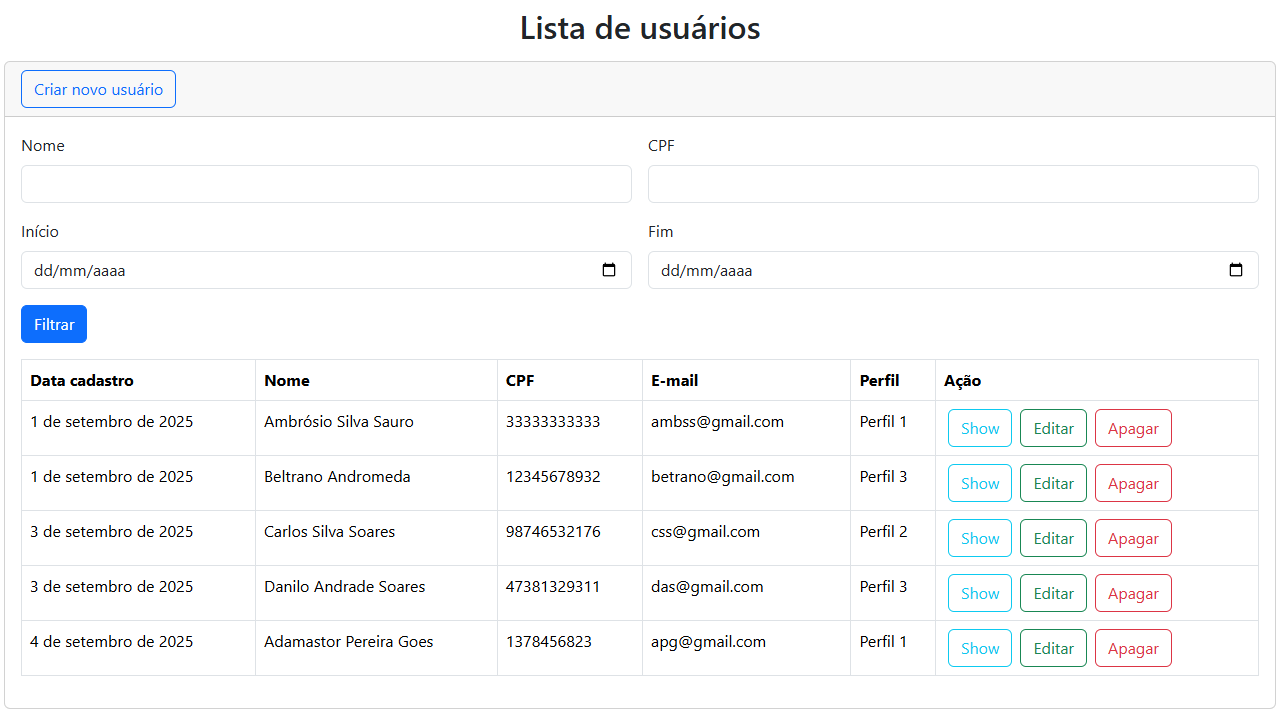 Lista de usuários
Criar novo usuário
Nome CPF
Início Fim
dd/mm/aaaa dd/mm/aaaa
Filtrar
Data cadastro Nome CPF E-mail Perfil Ação
1 de setembro de 2025 Ambrósio Silva Sauro 33333333333 ambss@gmail.com Perfil 1 Show Editar Apagar
1 de setembro de 2025 Beltrano Andromeda 12345678932 betrano@gmail.com Perfil 3 Show Editar Apagar
3 de setembro de 2025 Carlos Silva Soares 98746532176 css@gmail.com Perfil 2 Show Editar Apagar
3 de setembro de 2025 Danilo Andrade Soares 47381329311 das@gmail.com Perfil 3 Show Editar Apagar
4 de setembro de 2025 Adamastor Pereira Goes 1378456823 apg@gmail.com Perfil 1 Show Editar Apagar